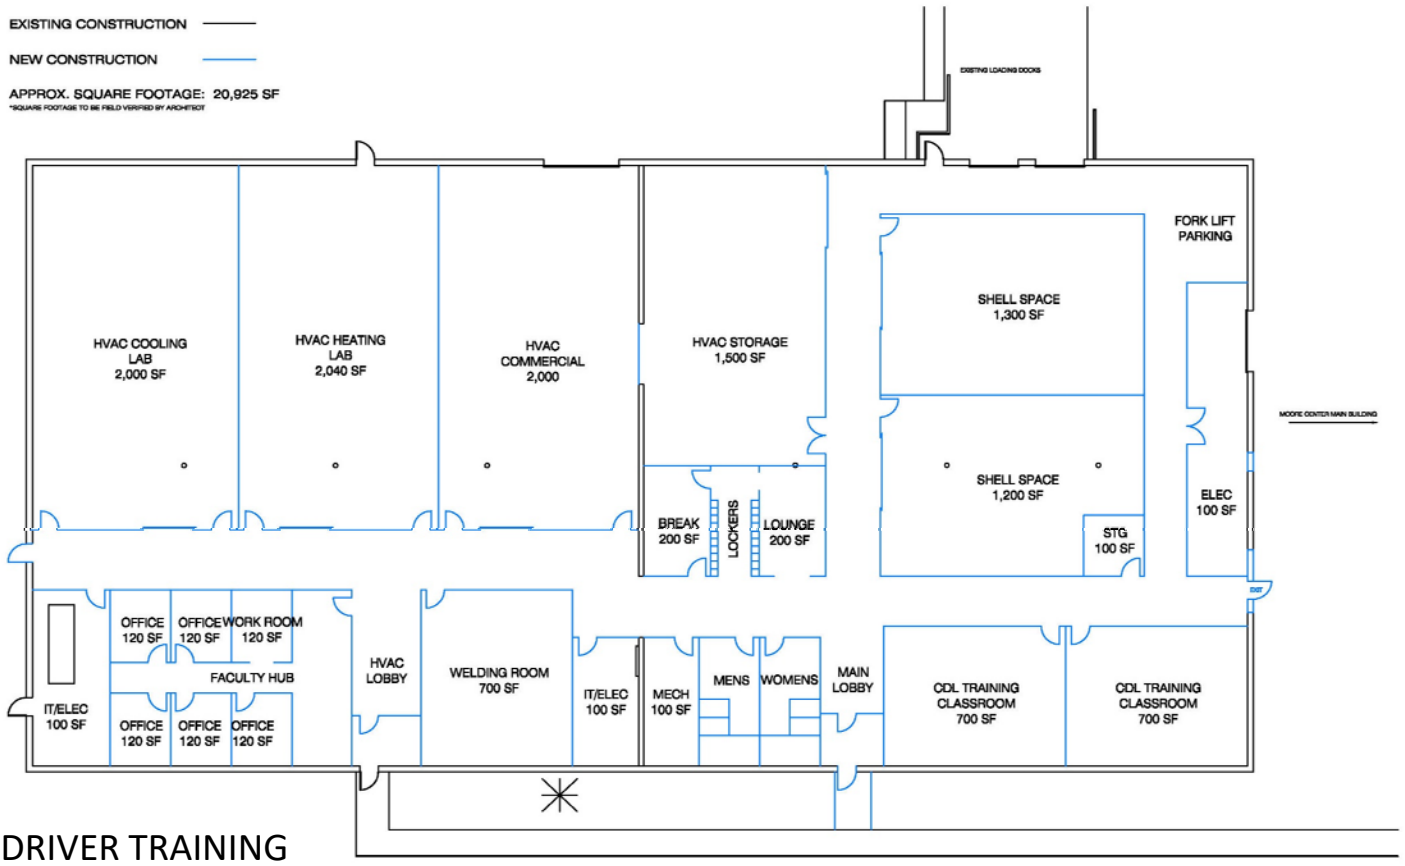 EXISTING CONSTRUCTION
NEW CONSTRUCTION
APPROX. SQUARE FOOTAGE: 20,925 SF
*SQUARE FOOTAGE TO BE FIELD VERIFIED BY ARCHITECT
EXISTING LOADING DOCKS
FORK LIFT
PARKING
HVAC COOLING
LAB
2,000 SF
HVAC HEATING
LAB
2,040 SF
HVAC
COMMERCIAL
2,000
HVAC STORAGE
1,500 SF
SHELL SPACE
1,300 SF
MOORE CENTER MAIN BUILDING
SHELL SPACE
1,200 SF
ELEC
100 SF
BREAK
200 SF
LOCKERS
LOUNGE
200 SF
STG
100 SF
EXIT
OFFICE
120 SF
OFFICE
120 SF
WORK ROOM
120 SF
FACULTY HUB
IT/ELEC
100 SF
OFFICE
120 SF
OFFICE
120 SF
OFFICE
120 SF
HVAC
LOBBY
WELDING ROOM
700 SF
IT/ELEC
100 SF
MECH
100 SF
MENS
WOMENS
MAIN
LOBBY
CDL TRAINING
CLASSROOM
700 SF
CDL TRAINING
CLASSROOM
700 SF
DRIVER TRAINING